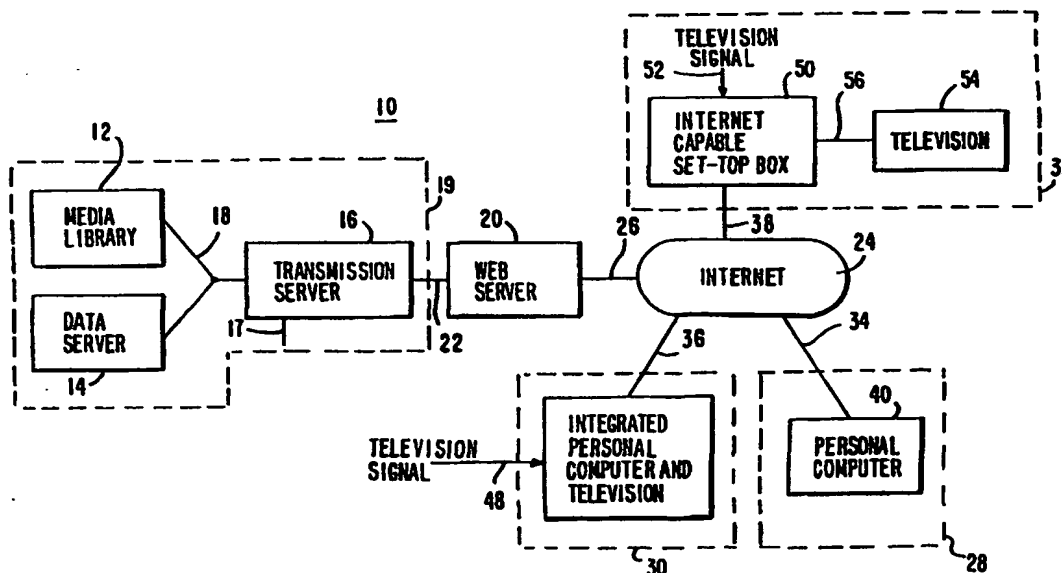 TELEVISION
SIGNAL
52
50
56
54
INTERNET
CAPABLE
SET-TOP BOX
TELEVISION
3
38
10
12
MEDIA
LIBRARY
18
19
16
TRANSMISSION
SERVER
17
DATA
SERVER
14
22
20
WEB
SERVER
26
INTERNET
24
36
34
TELEVISION
SIGNAL
48
INTEGRATED
PERSONAL
COMPUTER AND
TELEVISION
30
40
PERSONAL
COMPUTER
28